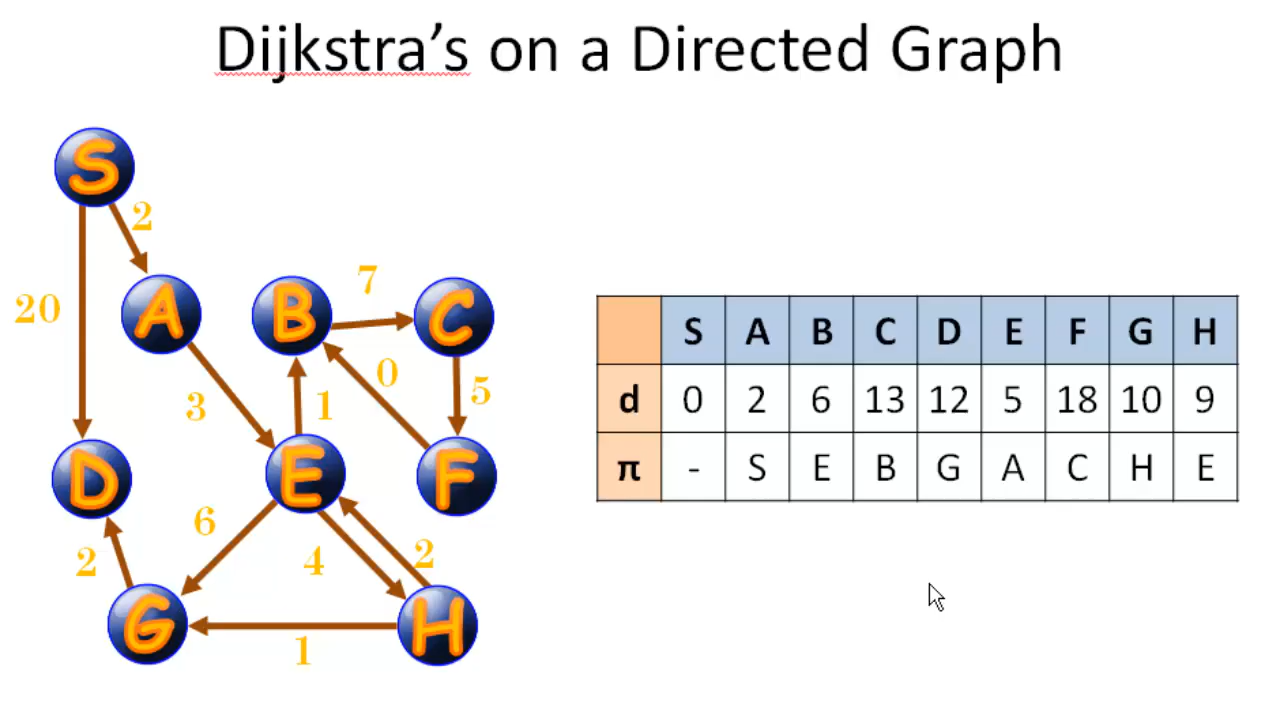 Dijkstra's on a Directed Graph
S
2
20
A
B
7
C
3
1
0
5
D
E
F
6
4
2
2
G
H
1
S A B C D E F G H
d 0 2 6 13 12 5 18 10 9
π - S E B G A C H E